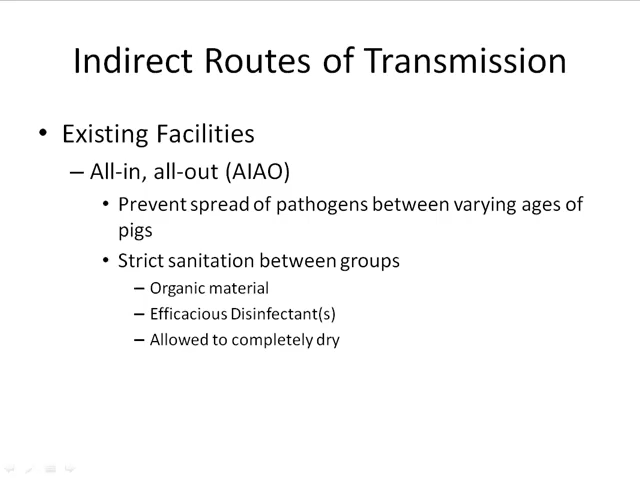 Indirect Routes of Transmission
• Existing Facilities
– All-in, all-out (AIAO)
• Prevent spread of pathogens between varying ages of
pigs
• Strict sanitation between groups
– Organic material
– Efficacious Disinfectant(s)
– Allowed to completely dry